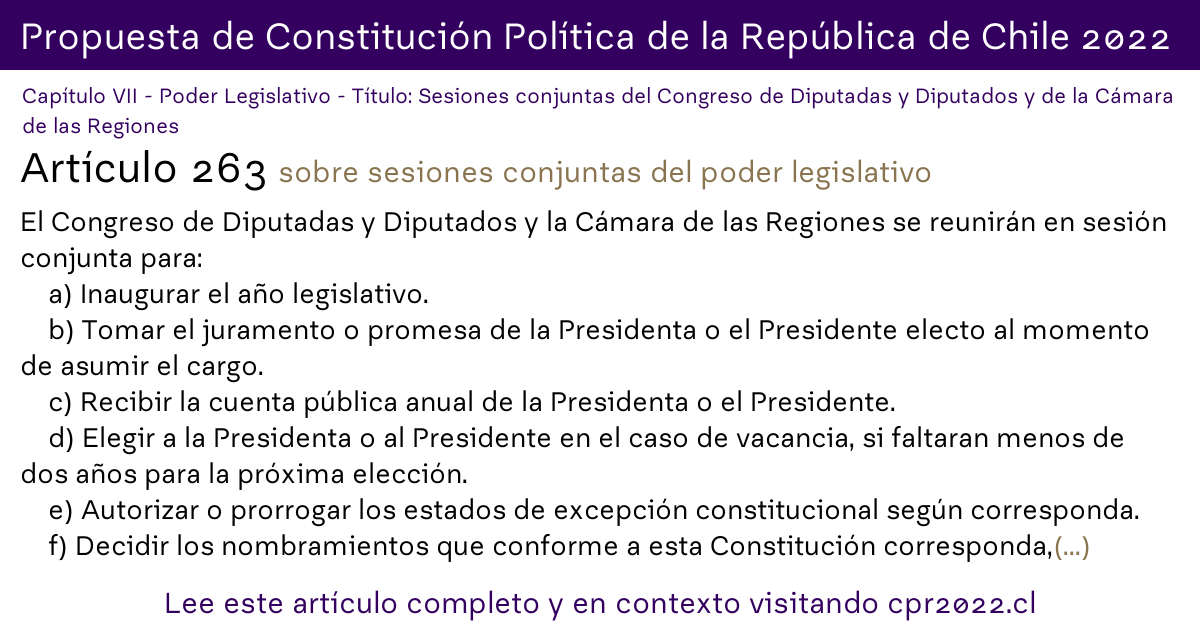 Propuesta de Constitución Política de la República de Chile 2022
Capítulo VII - Poder Legislativo - Título: Sesiones conjuntas del Congreso de Diputadas y Diputados y de la Cámara
de las Regiones
Artículo 263 sobre sesiones conjuntas del poder legislativo
El Congreso de Diputadas y Diputados y la Cámara de las Regiones se reunirán en sesión
conjunta para:
a) Inaugurar el año legislativo.
b) Tomar el juramento o promesa de la Presidenta o el Presidente electo al momento
de asumir el cargo.
c) Recibir la cuenta pública anual de la Presidenta o el Presidente.
d) Elegir a la Presidenta o al Presidente en el caso de vacancia, si faltaran menos de
dos años para la próxima elección.
e) Autorizar o prorrogar los estados de excepción constitucional según corresponda.
f) Decidir los nombramientos que conforme a esta Constitución corresponda,(...)
Lee este artículo completo y en contexto visitando cpr2022.cl